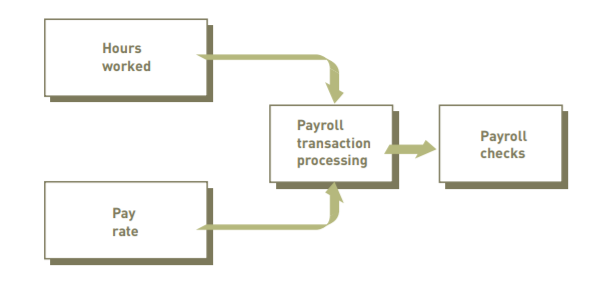 Hours
worked
Payroll
transaction
processing
Payroll
checks
Pay
rate